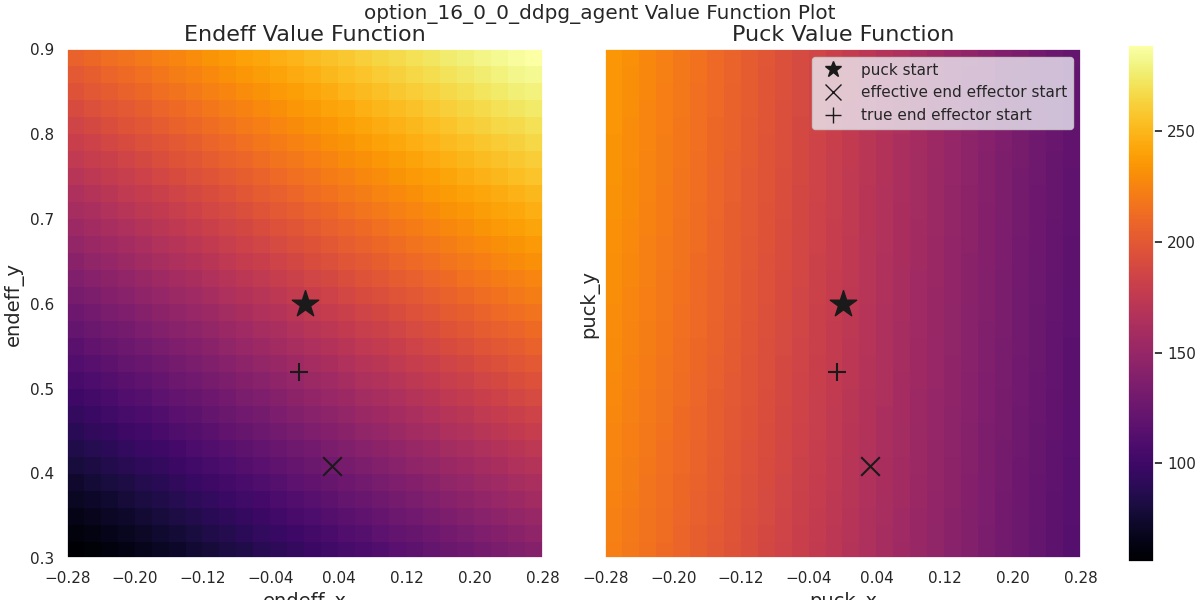 option_16_0_0_ddpg_agent Value Function Plot
Endeff Value Function
Puck Value Function
puck start
effective end effector start
true end effector start
endeff_y
0.9
0.8
0.7
0.6
0.5
0.4
0.3
−0.28 −0.20 −0.12 −0.04 0.04 0.12 0.20 0.28
endeff_x
puck_y
−0.28 −0.20 −0.12 −0.04 0.04 0.12 0.20 0.28
puck_x
250
200
150
100